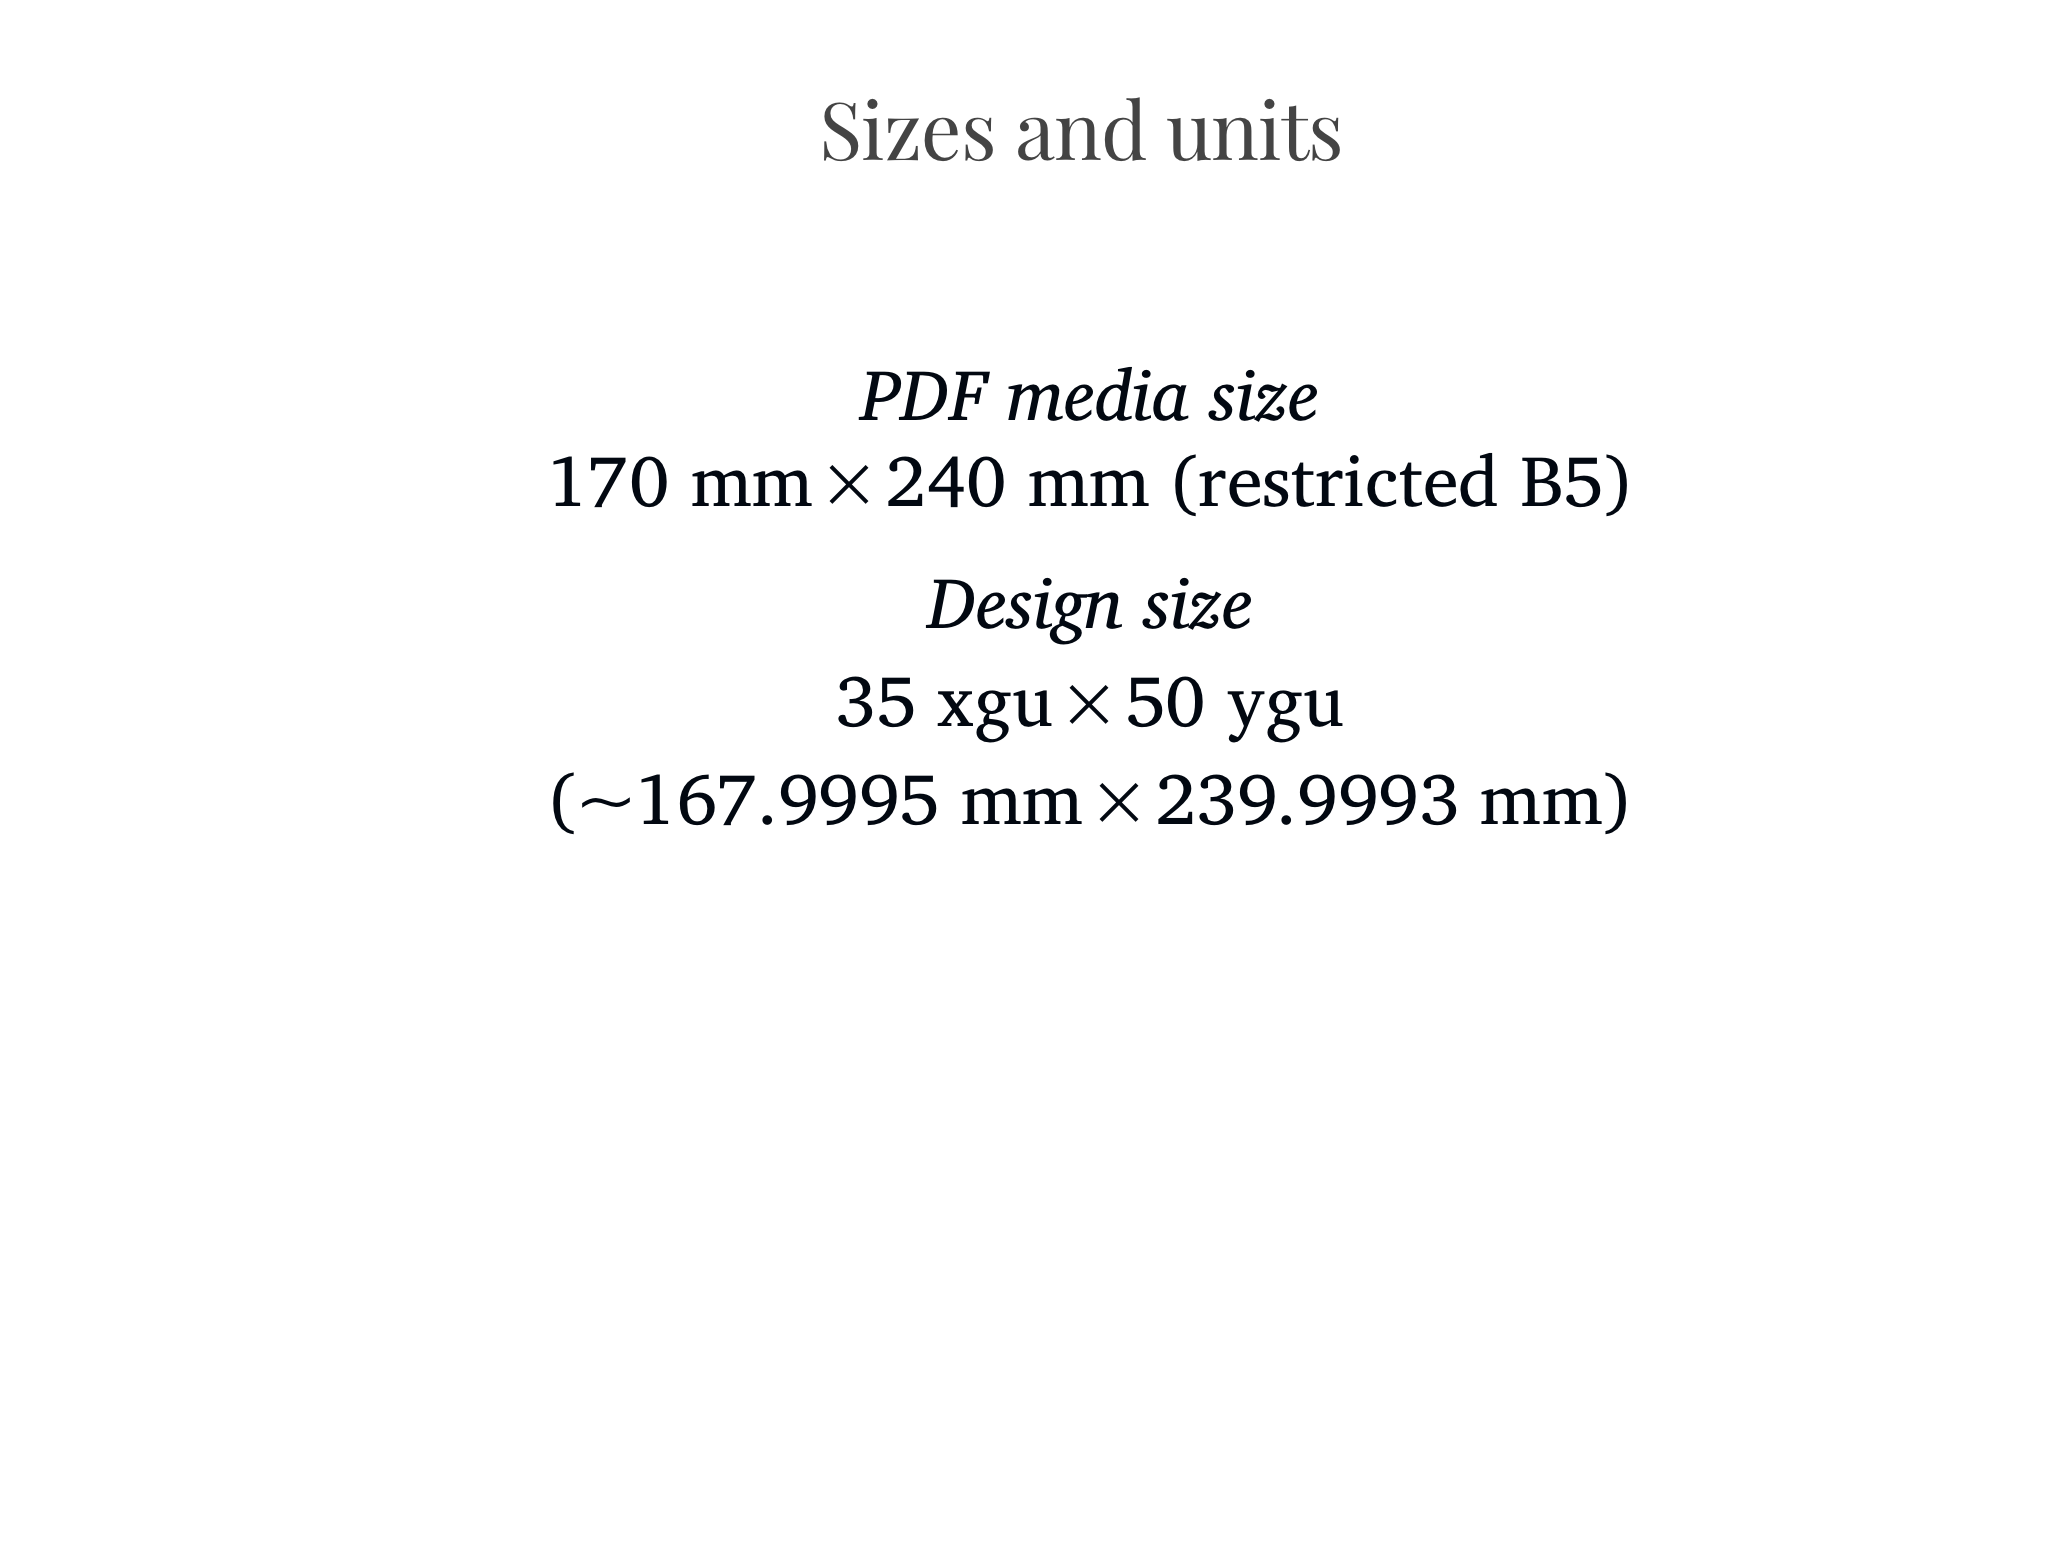 Sizes and units
PDF media size
170 mm × 240 mm (restricted B5)
Design size
35 xgu × 50 ygu
(~167.9995 mm × 239.9993 mm)